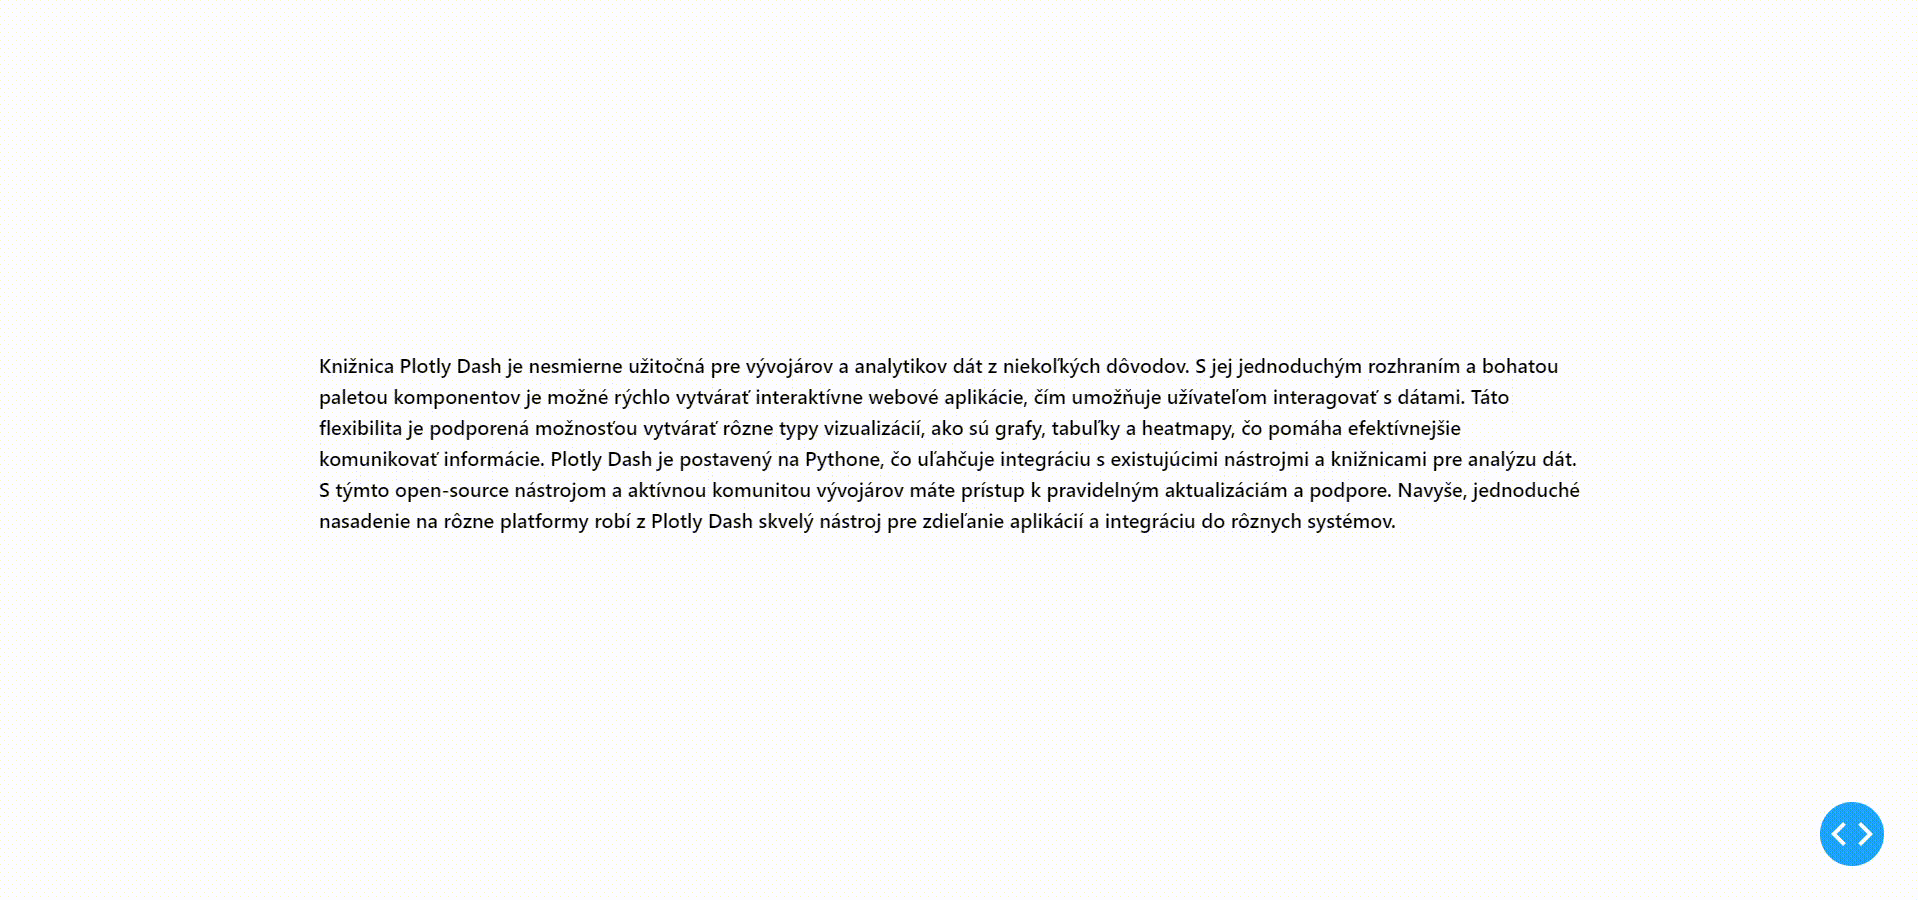 Knižnica Plotly Dash je nesmierne užitočná pre vývojárov a analytikov dát z niekoľkých dôvodov. S jej jednoduchým rozhraním a bohatou
paletou komponentov je možné rýchlo vytvárať interaktívne webové aplikácie, čím umožňuje užívateľom interagovať s dátami. Táto
flexibilita je podporená možnosťou vytvárať rôzne typy vizualizácií, ako sú grafy, tabuľky a heatmapy, čo pomáha efektívnejšie
komunikovať informácie. Plotly Dash je postavený na Pythone, čo uľahčuje integráciu s existujúcimi nástrojmi a knižnicami pre analýzu dát.
S týmto open-source nástrojom a aktívnou komunitou vývojárov máte prístup k pravidelným aktualizáciám a podpore. Navyše, jednoduché
nasadenie na rôzne platformy robí z Plotly Dash skvelý nástroj pre zdieľanie aplikácií a integráciu do rôznych systémov.